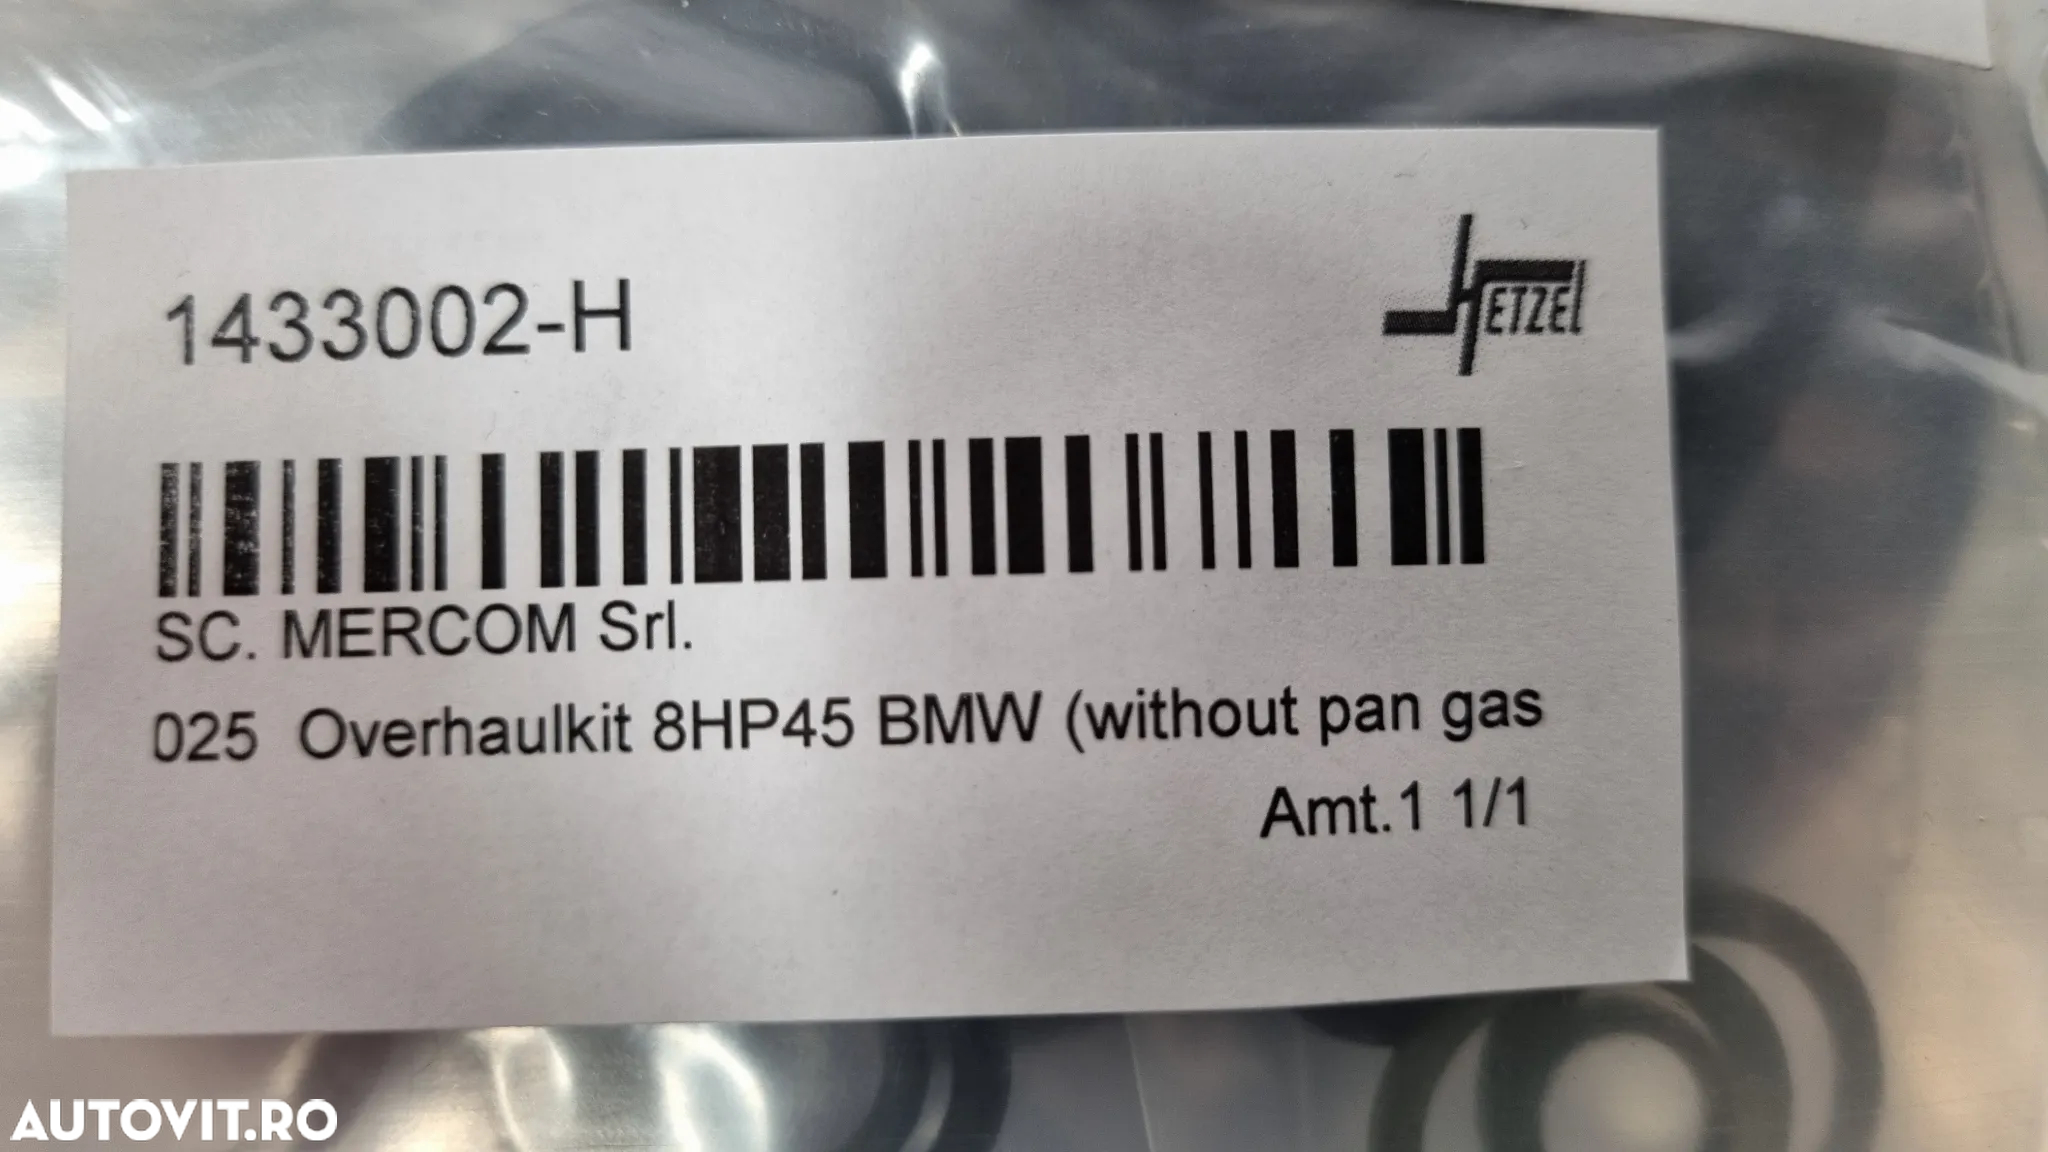 1433002-H
HETZEL
SC. MERCOM Srl.
025 Overhaulkit 8HP45 BMW (without pan gas
Amt.1 1/1
AUTOVIT.RO